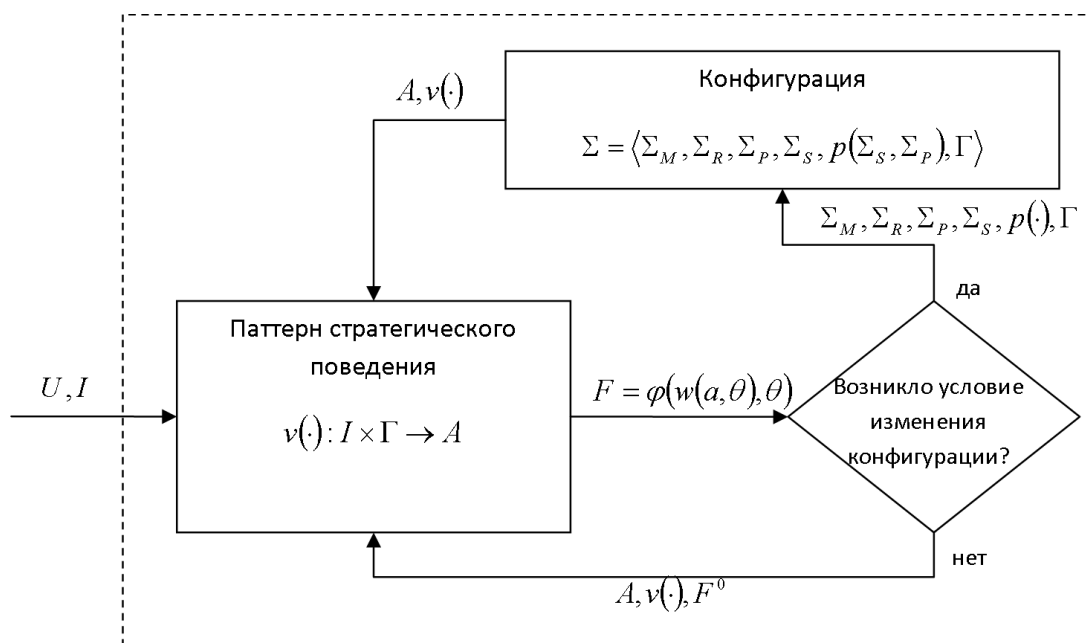 Конфигурация
A, v(·)
Σ = ⟨Σ_M, Σ_R, Σ_P, Σ_S, p(Σ_S, Σ_P), Γ⟩
Σ_M, Σ_R, Σ_P, Σ_S, p(·), Γ
да
Паттерн стратегического
поведения
U, I
v(·): I × Γ → A
F = φ(w(a, θ), θ)
Возникло условие
изменения
конфигурации?
нет
A, v(·), F^0